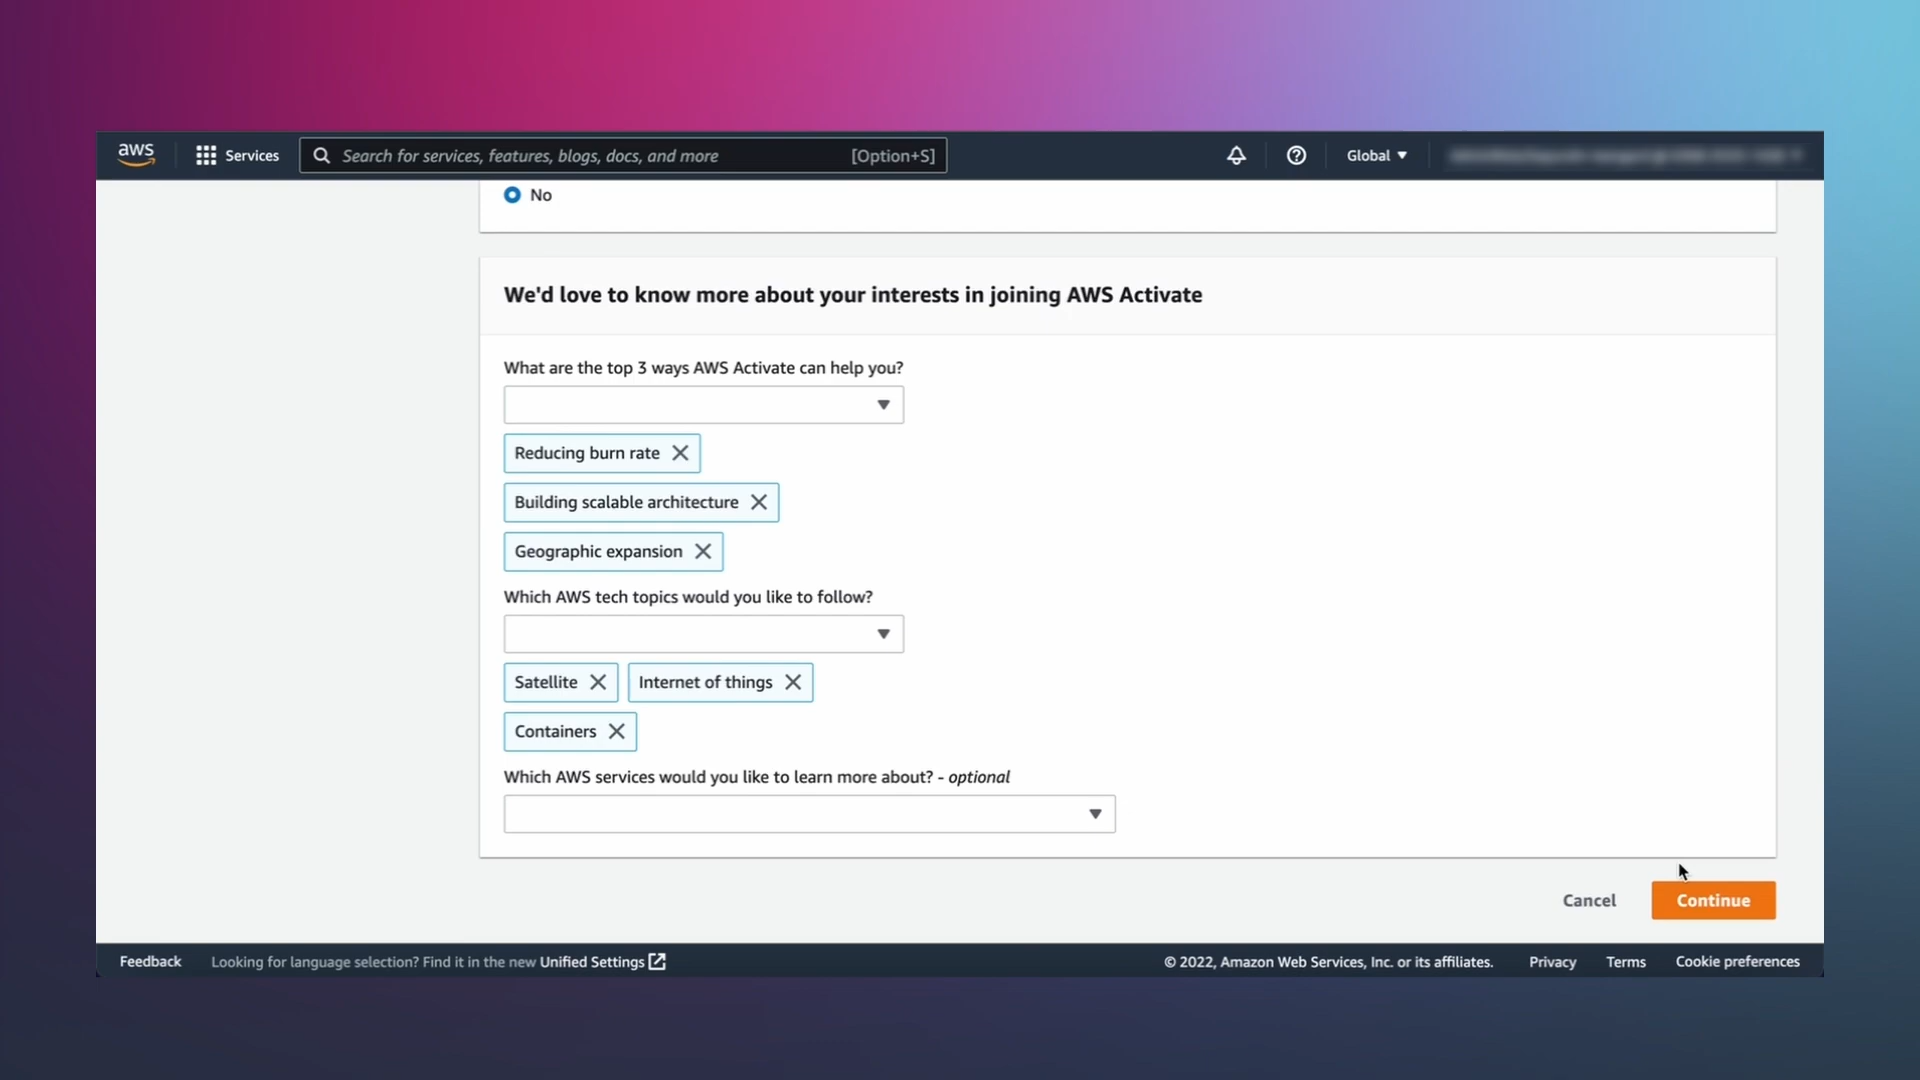 aws Services Search for services, features, blogs, docs, and more [Option+S] Global
No
We'd love to know more about your interests in joining AWS Activate
What are the top 3 ways AWS Activate can help you?
Reducing burn rate
Building scalable architecture
Geographic expansion
Which AWS tech topics would you like to follow?
Satellite Internet of things
Containers
Which AWS services would you like to learn more about? - optional
Cancel Continue
Feedback Looking for language selection? Find it in the new Unified Settings © 2022, Amazon Web Services, Inc. or its affiliates. Privacy Terms Cookie preferences